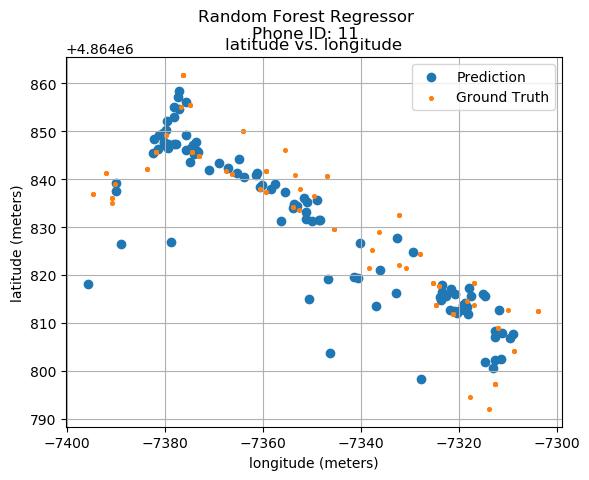 Random Forest Regressor
Phone ID: 11
latitude vs. longitude
+4.864e6
860
850
840
830
820
810
800
790
latitude (meters)
Prediction
Ground Truth
−7400
−7380
−7360
−7340
−7320
−7300
longitude (meters)